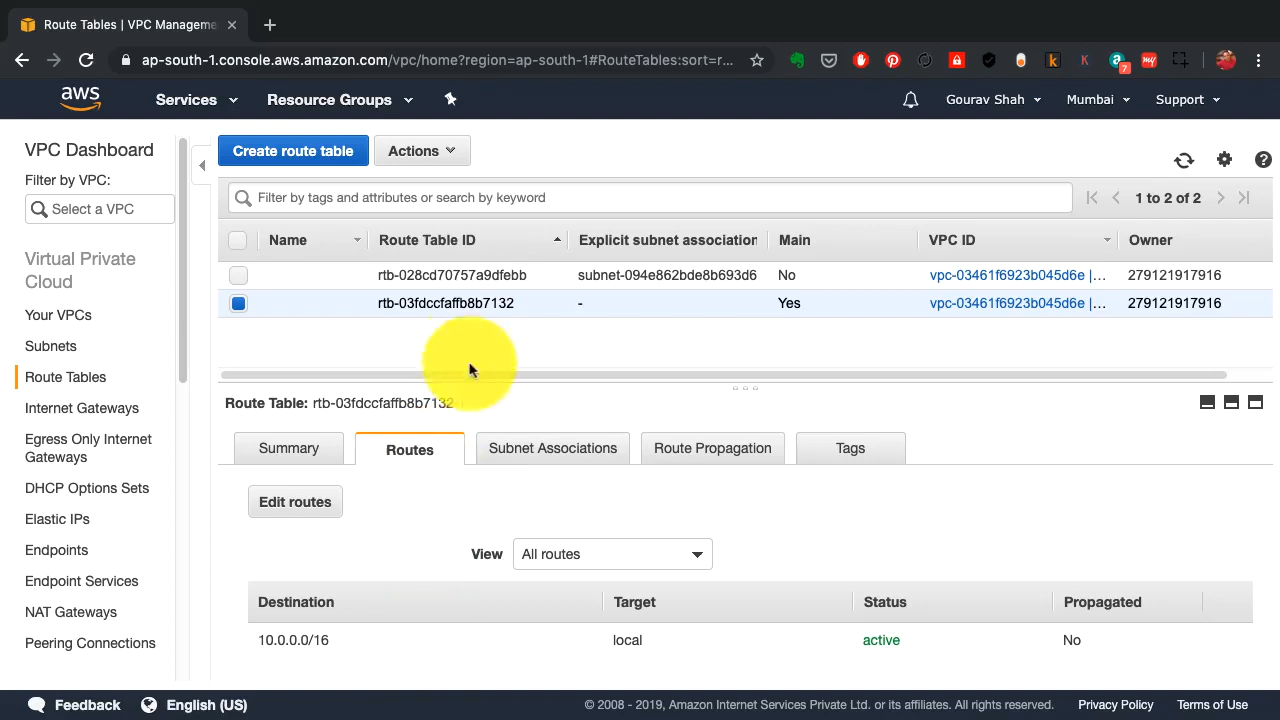 Route Tables | VPC Manageme
ap-south-1.console.aws.amazon.com/vpc/home?region=ap-south-1#RouteTables:sort=r...
7
my
k
K
a
aws
Services
Resource Groups
Gourav Shah
Mumbai
Support
VPC Dashboard
Filter by VPC:
Select a VPC
Virtual Private
Cloud
Your VPCs
Subnets
Route Tables
Internet Gateways
Egress Only Internet
Gateways
DHCP Options Sets
Elastic IPs
Endpoints
Endpoint Services
NAT Gateways
Peering Connections
Create route table
Actions
Filter by tags and attributes or search by keyword
1 to 2 of 2
Name Route Table ID Explicit subnet association Main VPC ID Owner
rtb-028cd70757a9dfebb subnet-094e862bde8b693d6 No vpc-03461f6923b045d6e |... 279121917916
rtb-03fdccfaffb8b7132 - Yes vpc-03461f6923b045d6e |... 279121917916
Route Table: rtb-03fdccfaffb8b7132
Summary Routes Subnet Associations Route Propagation Tags
Edit routes
View All routes
Destination Target Status Propagated
10.0.0.0/16 local active No
Feedback English (US)
© 2008 - 2019, Amazon Internet Services Private Ltd. or its affiliates. All rights reserved. Privacy Policy Terms of Use